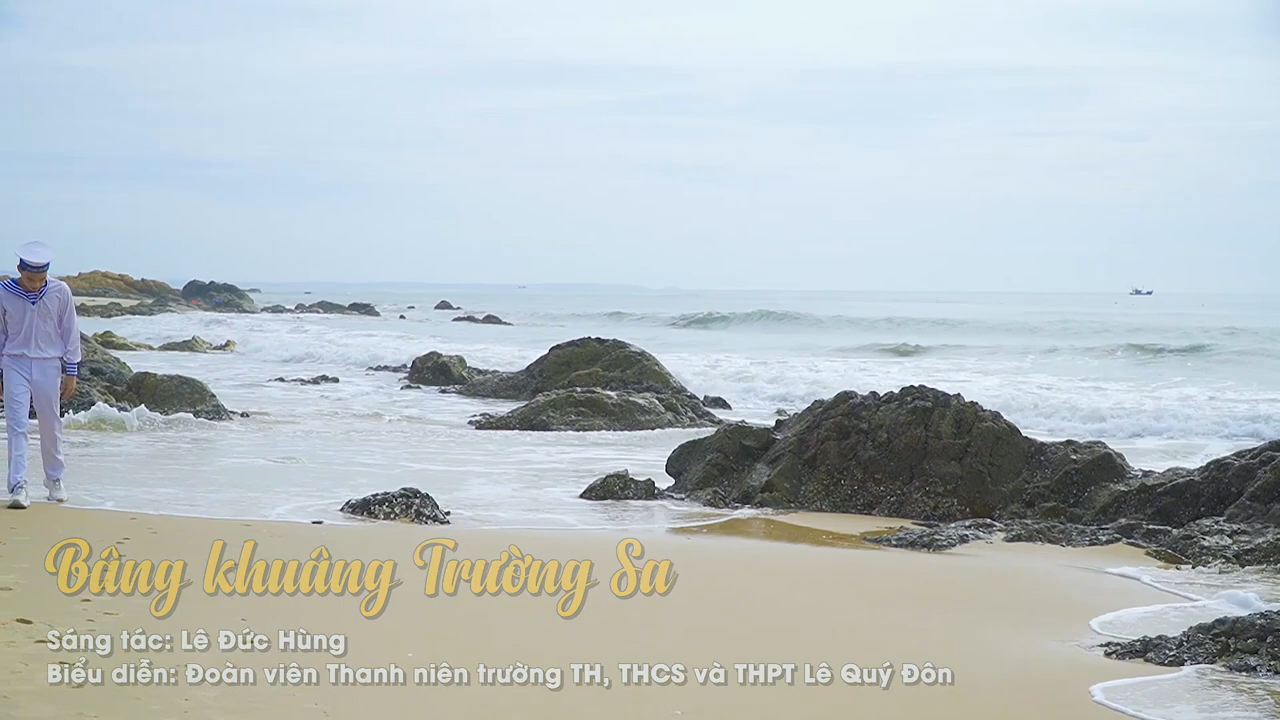 Bâng khuâng Trường Sa
Sáng tác: Lê Đức Hùng
Biểu diễn: Đoàn viên Thanh niên trường TH, THCS và THPT Lê Quý Đôn